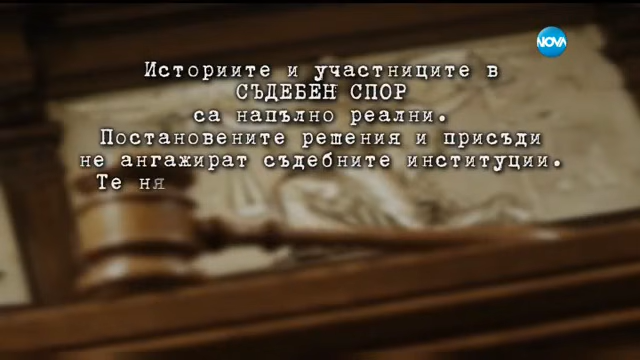 NOVA
Историите и участниците в
СЪДЕБЕН СПОР
са напълно реални.
Постановените решения и присъди
не ангажират съдебните институции.
Те ня